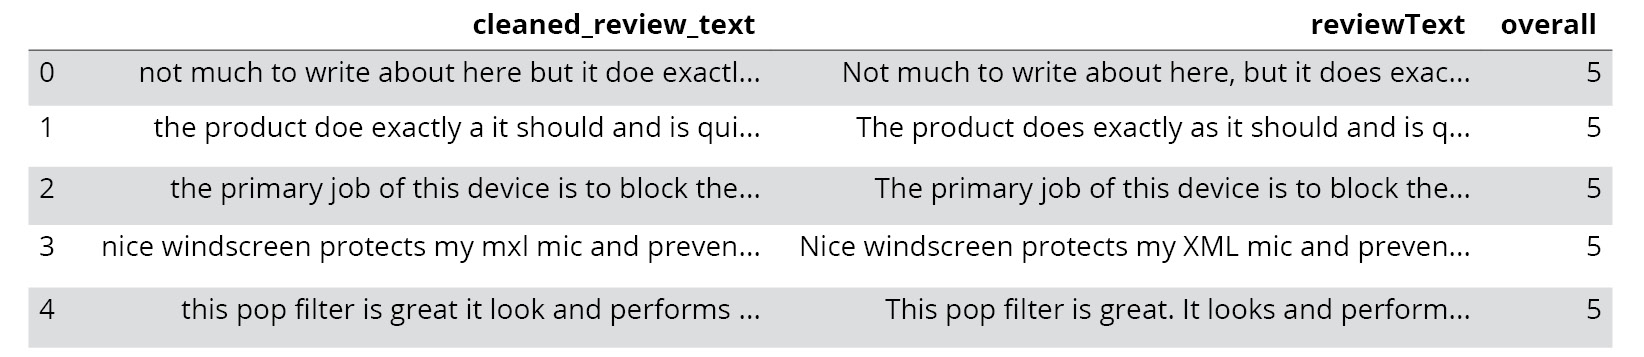 cleaned_review_text reviewText overall
0 not much to write about here but it doe exactl... Not much to write about here, but it does exac... 5
1 the product doe exactly a it should and is qui... The product does exactly as it should and is q... 5
2 the primary job of this device is to block the... The primary job of this device is to block the... 5
3 nice windscreen protects my mxl mic and preven... Nice windscreen protects my XML mic and preven... 5
4 this pop filter is great it look and performs ... This pop filter is great. It looks and perform... 5